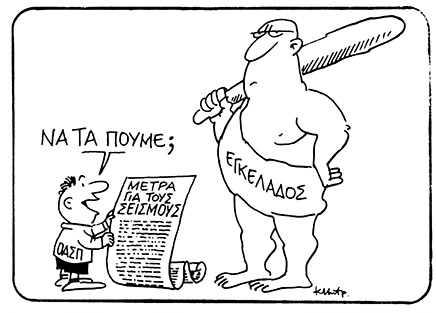 ΝΑ ΤΑ ΠΟΥΜΕ;
ΜΕΤΡΑ
ΓΙΑ ΤΟΥΣ
ΣΕΙΣΜΟΥΣ
ΟΑΣΠ
ΕΓΚΕΛΑΔΟΣ